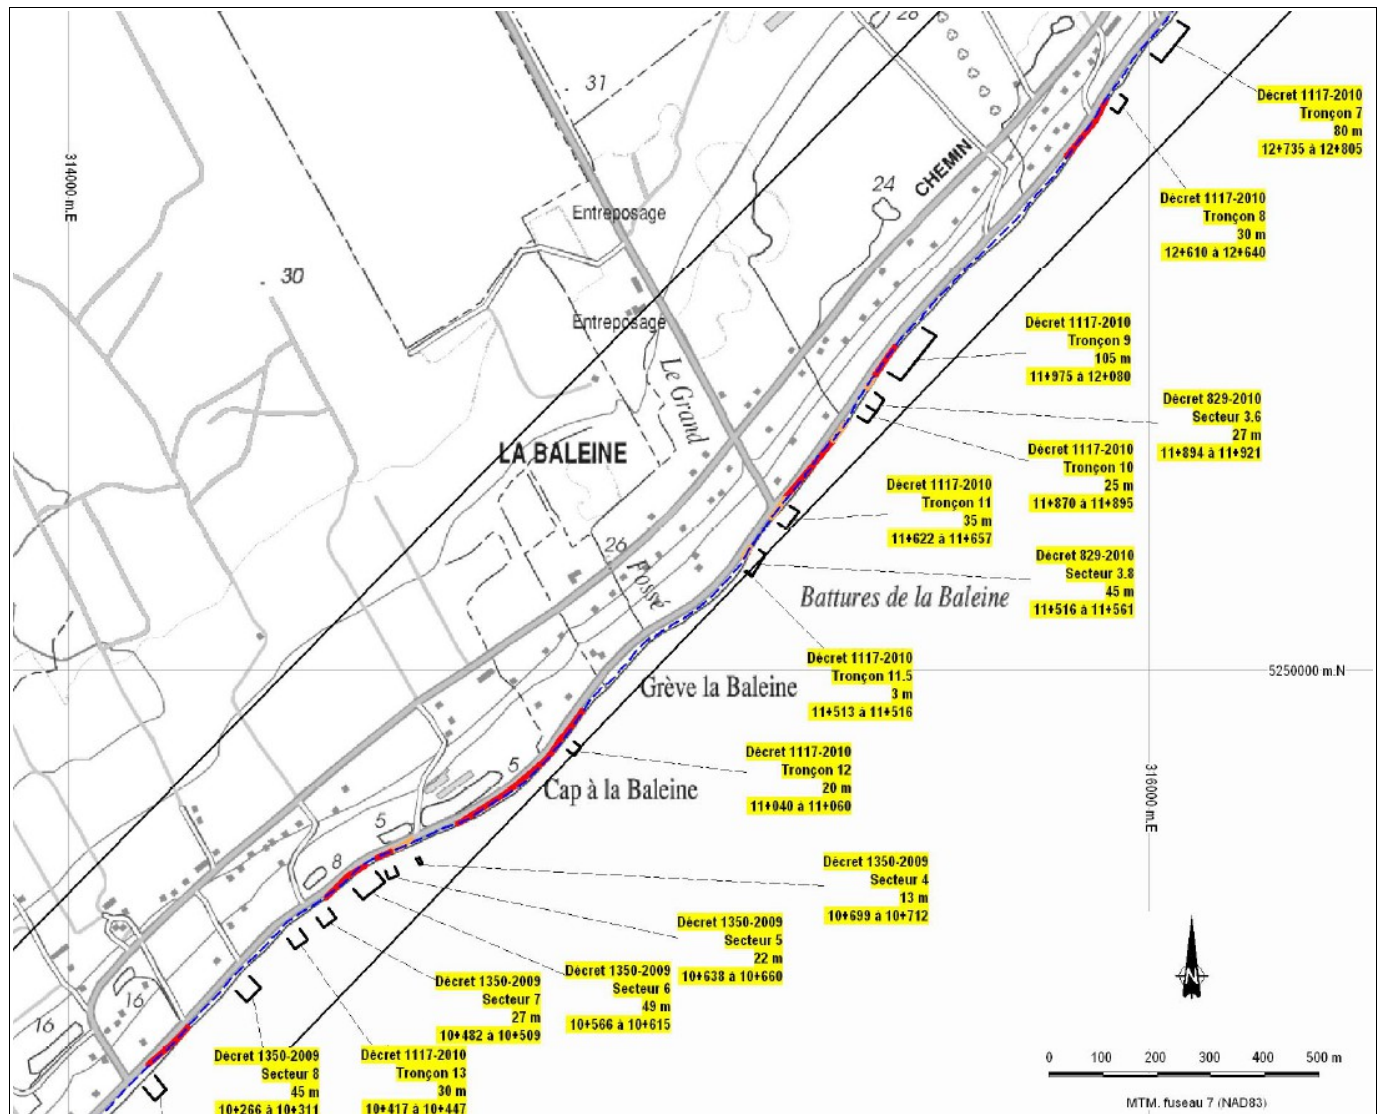 28
31
314000 m.E
Décret 1117-2010
Tronçon 7
80 m
12+735 à 12+805
CHEMIN
24
Entreposage
Décret 1117-2010
Tronçon 8
30 m
12+610 à 12+640
30
Entreposage
Le Grand
Fossé
Décret 1117-2010
Tronçon 9
105 m
11+975 à 12+080
Décret 829-2010
Secteur 3.6
27 m
11+894 à 11+921
LA BALEINE
Décret 1117-2010
Tronçon 10
25 m
11+870 à 11+895
Décret 1117-2010
Tronçon 11
35 m
11+622 à 11+657
26
Décret 829-2010
Secteur 3.8
45 m
11+516 à 11+561
Battures de la Baleine
Décret 1117-2010
Tronçon 11.5
3 m
11+513 à 11+516
5250000 m.N
Grève la Baleine
Décret 1117-2010
Tronçon 12
20 m
11+040 à 11+060
5
Cap à la Baleine
316000 m.E
5
8
Décret 1350-2009
Secteur 4
13 m
10+699 à 10+712
Décret 1350-2009
Secteur 5
22 m
10+638 à 10+660
Décret 1350-2009
Secteur 6
49 m
10+566 à 10+615
Décret 1350-2009
Secteur 7
27 m
10+482 à 10+509
16
16
Décret 1350-2009
Secteur 8
45 m
10+266 à 10+311
Décret 1117-2010
Tronçon 13
30 m
10+417 à 10+447
N
0 100 200 300 400 500 m
MTM, fuseau 7 (NAD83)